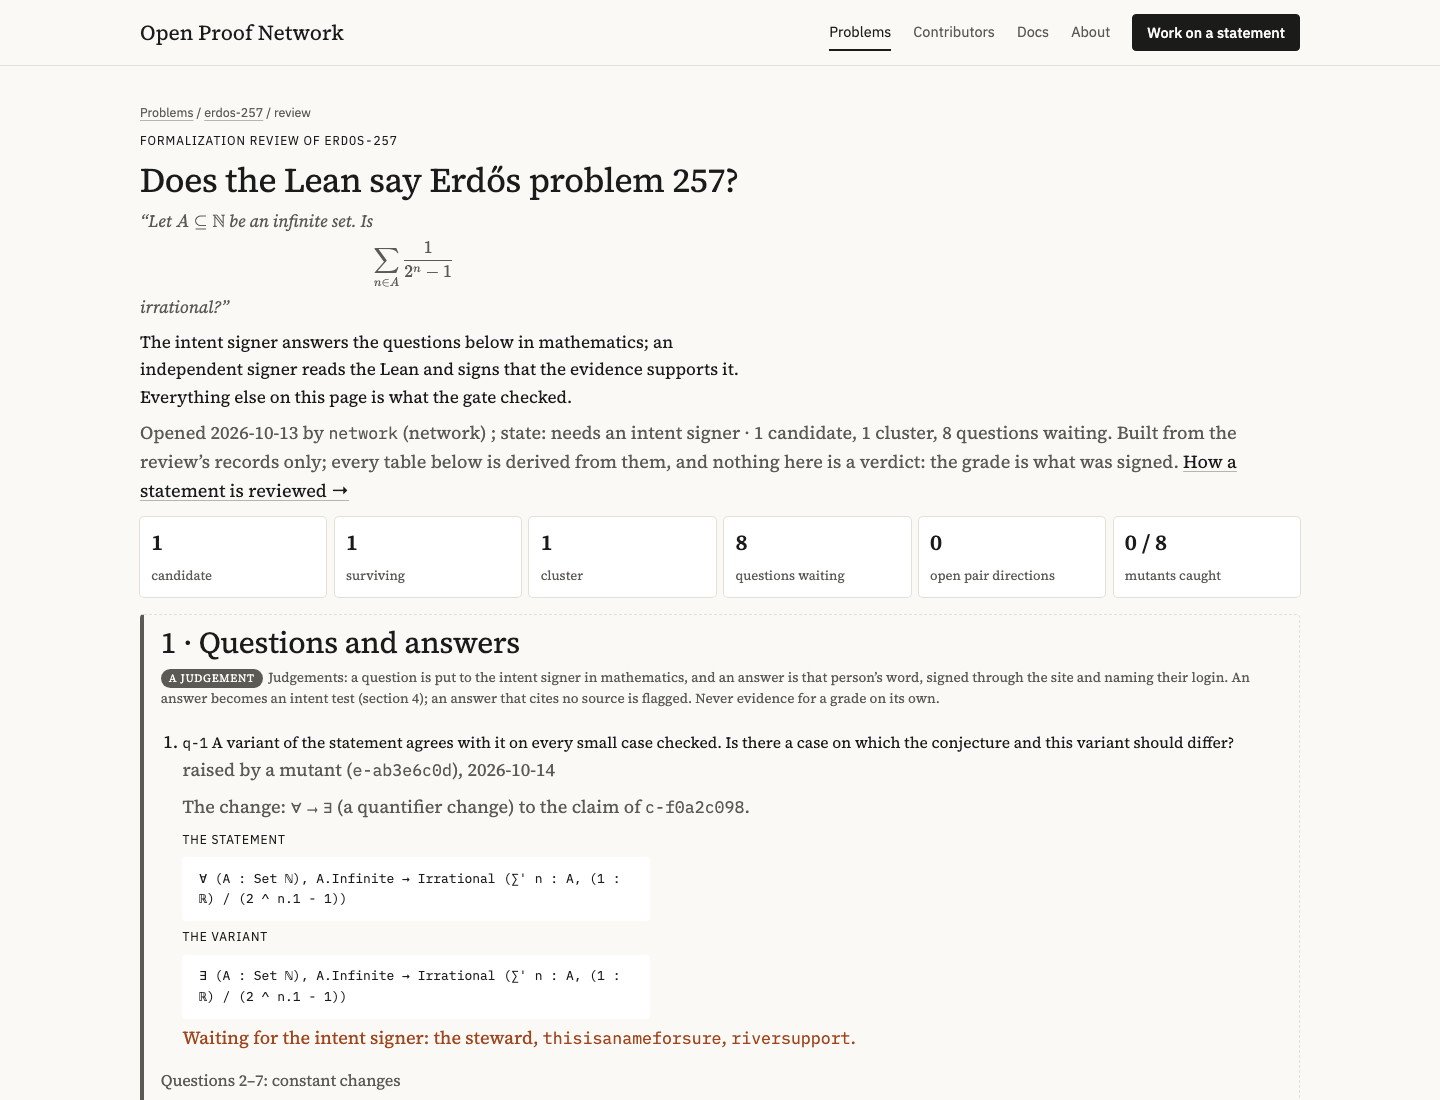 Open Proof Network
Problems Contributors Docs About Work on a statement
Problems / erdos-257 / review
FORMALIZATION REVIEW OF ERDOS-257
Does the Lean say Erdős problem 257?
“Let A ⊆ ℕ be an infinite set. Is
∑_{n∈A} 1 / (2^n − 1)
irrational?”
The intent signer answers the questions below in mathematics; an
independent signer reads the Lean and signs that the evidence supports it.
Everything else on this page is what the gate checked.
Opened 2026-10-13 by network (network) ; state: needs an intent signer · 1 candidate, 1 cluster, 8 questions waiting. Built from the
review’s records only; every table below is derived from them, and nothing here is a verdict: the grade is what was signed. How a
statement is reviewed →
1 1 1 8 0 0 / 8
candidate surviving cluster questions waiting open pair directions mutants caught
1 · Questions and answers
A JUDGEMENT Judgements: a question is put to the intent signer in mathematics, and an answer is that person’s word, signed through the site and naming their login. An
answer becomes an intent test (section 4); an answer that cites no source is flagged. Never evidence for a grade on its own.
1. q-1 A variant of the statement agrees with it on every small case checked. Is there a case on which the conjecture and this variant should differ?
raised by a mutant (e-ab3e6c0d), 2026-10-14
The change: ∀ → ∃ (a quantifier change) to the claim of c-f0a2c098.
THE STATEMENT
∀ (A : Set ℕ), A.Infinite → Irrational (∑' n : A, (1 :
ℝ) / (2 ^ n.1 - 1))
THE VARIANT
∃ (A : Set ℕ), A.Infinite → Irrational (∑' n : A, (1 :
ℝ) / (2 ^ n.1 - 1))
Waiting for the intent signer: the steward, thisisanameforsure, riversupport.
Questions 2–7: constant changes